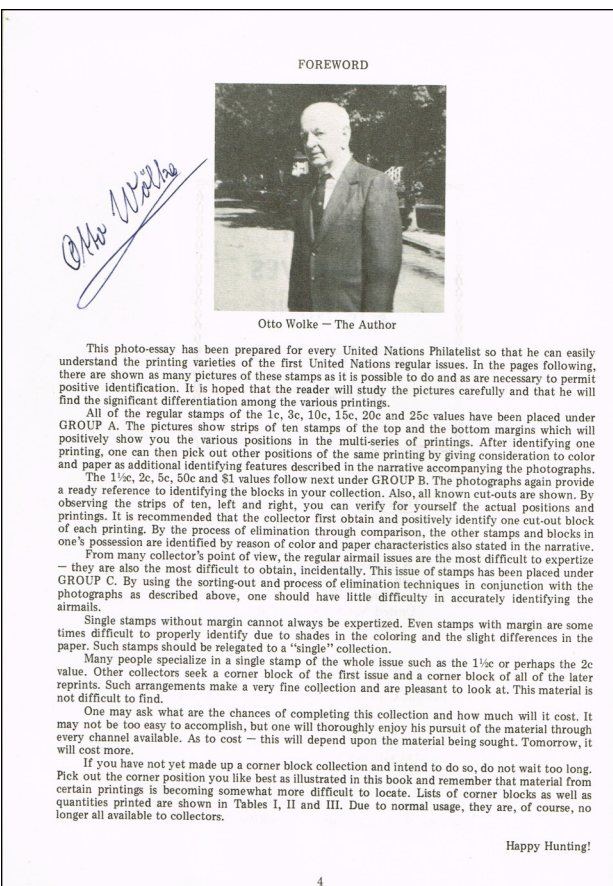 FOREWORD
Otto Wolke
Otto Wolke — The Author
This photo-essay has been prepared for every United Nations Philatelist so that he can easily
understand the printing varieties of the first United Nations regular issues. In the pages following,
there are shown as many pictures of these stamps as it is possible to do and as are necessary to permit
positive identification. It is hoped that the reader will study the pictures carefully and that he will
find the significant differentiation among the various printings.
All of the regular stamps of the 1c, 3c, 10c, 15c, 20c and 25c values have been placed under
GROUP A. The pictures show strips of ten stamps of the top and the bottom margins which will
positively show you the various positions in the multi-series of printings. After identifying one
printing, one can then pick out other positions of the same printing by giving consideration to color
and paper as additional identifying features described in the narrative accompanying the photographs.
The 1½c, 2c, 5c, 50c and $1 values follow next under GROUP B. The photographs again provide
a ready reference to identifying the blocks in your collection. Also, all known cut-outs are shown. By
observing the strips of ten, left and right, you can verify for yourself the actual positions and
printings. It is recommended that the collector first obtain and positively identify one cut-out block
of each printing. By the process of elimination through comparison, the other stamps and blocks in
one's possession are identified by reason of color and paper characteristics also stated in the narrative.
From many collector's point of view, the regular airmail issues are the most difficult to expertize
— they are also the most difficult to obtain, incidentally. This issue of stamps has been placed under
GROUP C. By using the sorting-out and process of elimination techniques in conjunction with the
photographs as described above, one should have little difficulty in accurately identifying the
airmails.
Single stamps without margin cannot always be expertized. Even stamps with margin are some
times difficult to properly identify due to shades in the coloring and the slight differences in the
paper. Such stamps should be relegated to a "single" collection.
Many people specialize in a single stamp of the whole issue such as the 1½c or perhaps the 2c
value. Other collectors seek a corner block of the first issue and a corner block of all of the later
reprints. Such arrangements make a very fine collection and are pleasant to look at. This material is
not difficult to find.
One may ask what are the chances of completing this collection and how much will it cost. It
may not be too easy to accomplish, but one will thoroughly enjoy his pursuit of the material through
every channel available. As to cost — this will depend upon the material being sought. Tomorrow, it
will cost more.
If you have not yet made up a corner block collection and intend to do so, do not wait too long.
Pick out the corner position you like best as illustrated in this book and remember that material from
certain printings is becoming somewhat more difficult to locate. Lists of corner blocks as well as
quantities printed are shown in Tables I, II and III. Due to normal usage, they are, of course, no
longer all available to collectors.
Happy Hunting!
4